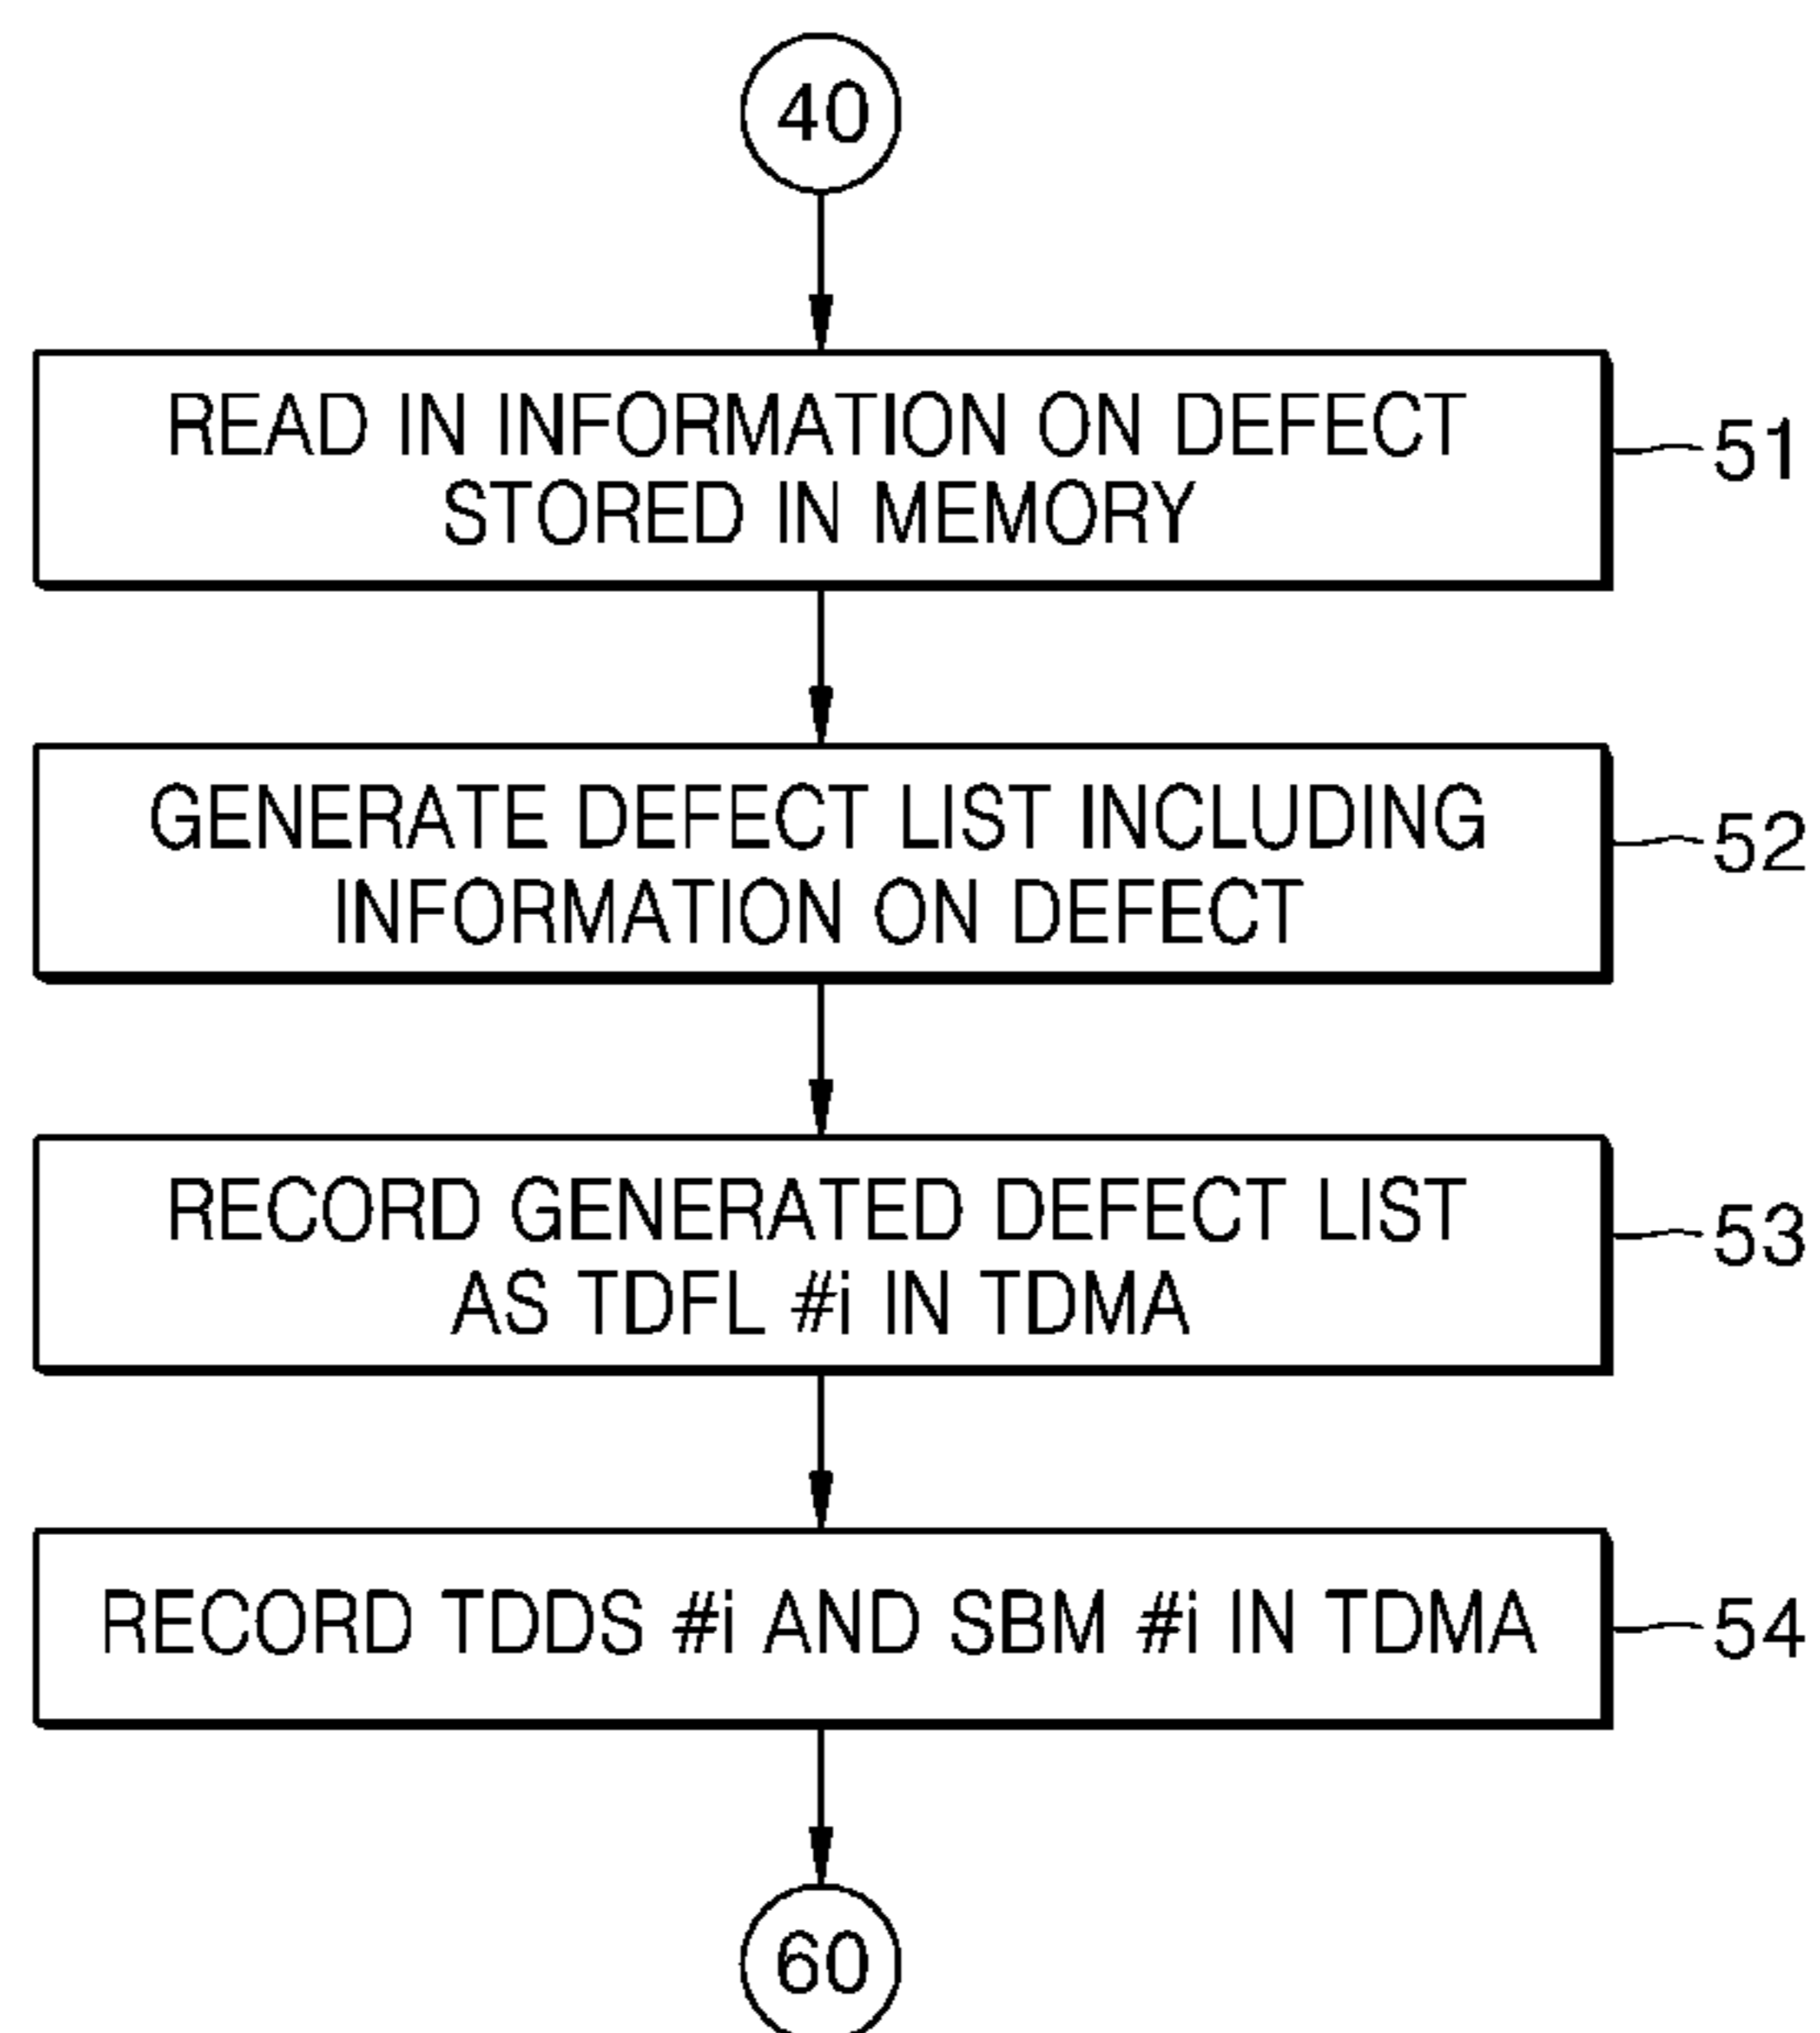 40
READ IN INFORMATION ON DEFECT
STORED IN MEMORY
51
GENERATE DEFECT LIST INCLUDING
INFORMATION ON DEFECT
52
RECORD GENERATED DEFECT LIST
AS TDFL #i IN TDMA
53
RECORD TDDS #i AND SBM #i IN TDMA
54
60